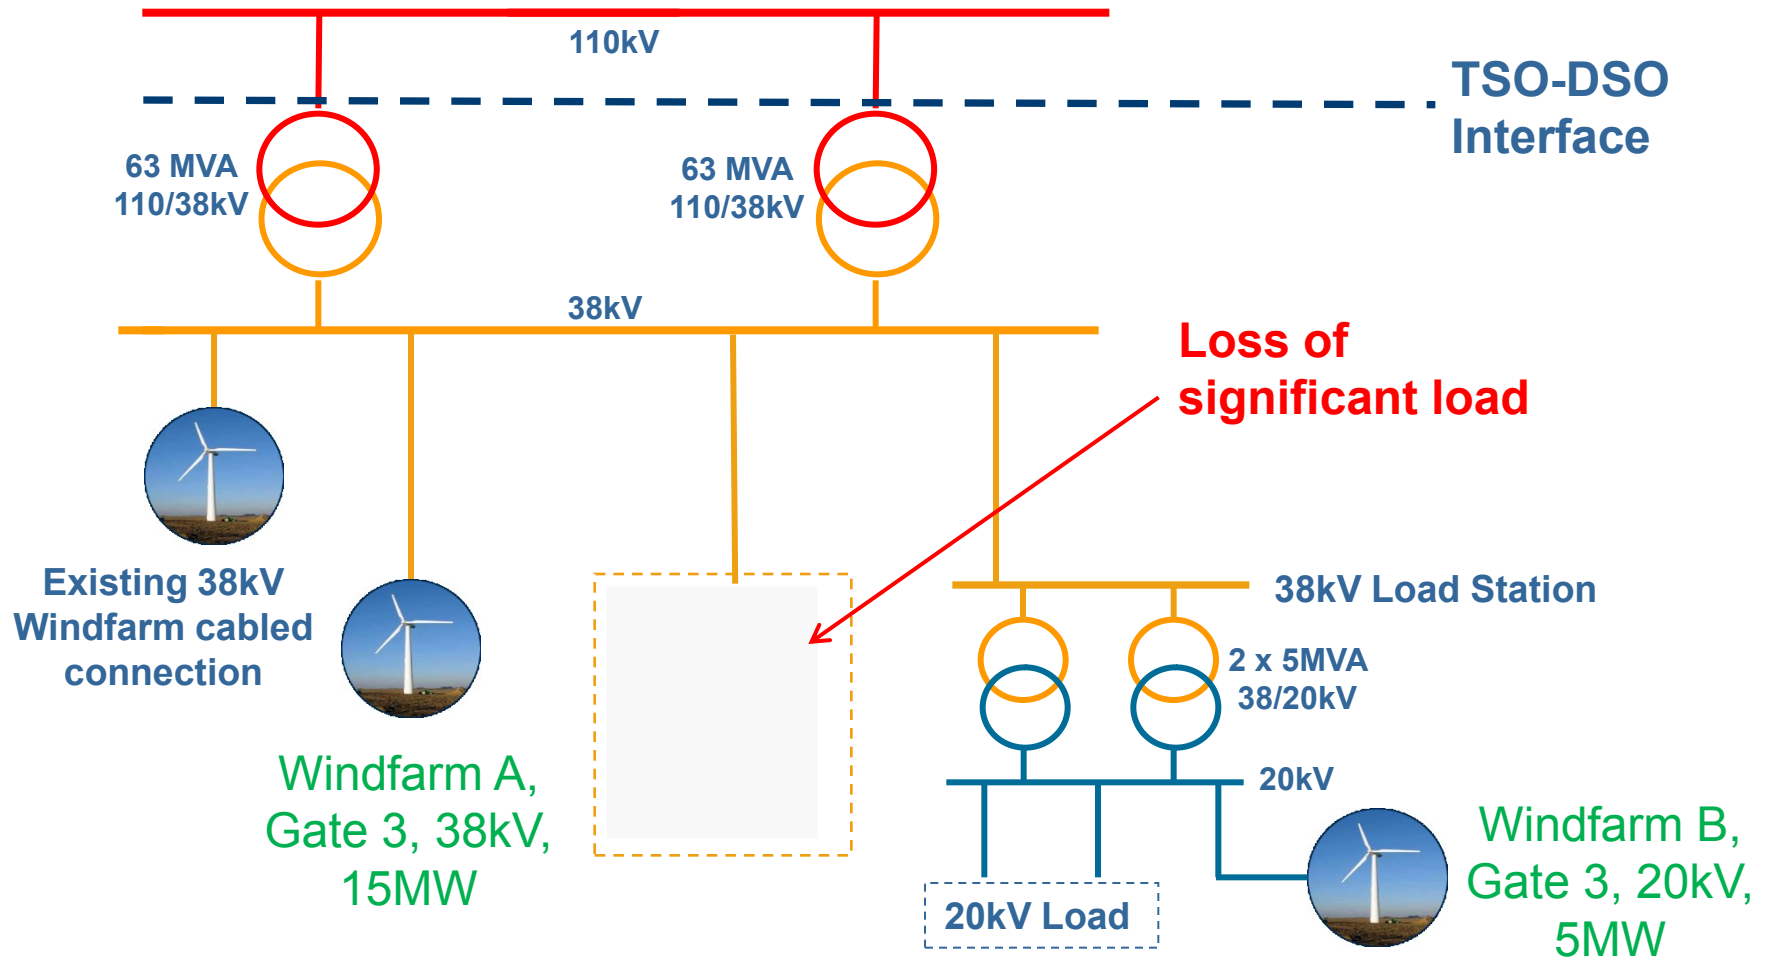 110kV
TSO-DSO
Interface
63 MVA
110/38kV
63 MVA
110/38kV
38kV
Loss of
significant load
Existing 38kV
Windfarm cabled
connection
38kV Load Station
2 x 5MVA
38/20kV
20kV
Windfarm A,
Gate 3, 38kV,
15MW
20kV Load
Windfarm B,
Gate 3, 20kV,
5MW